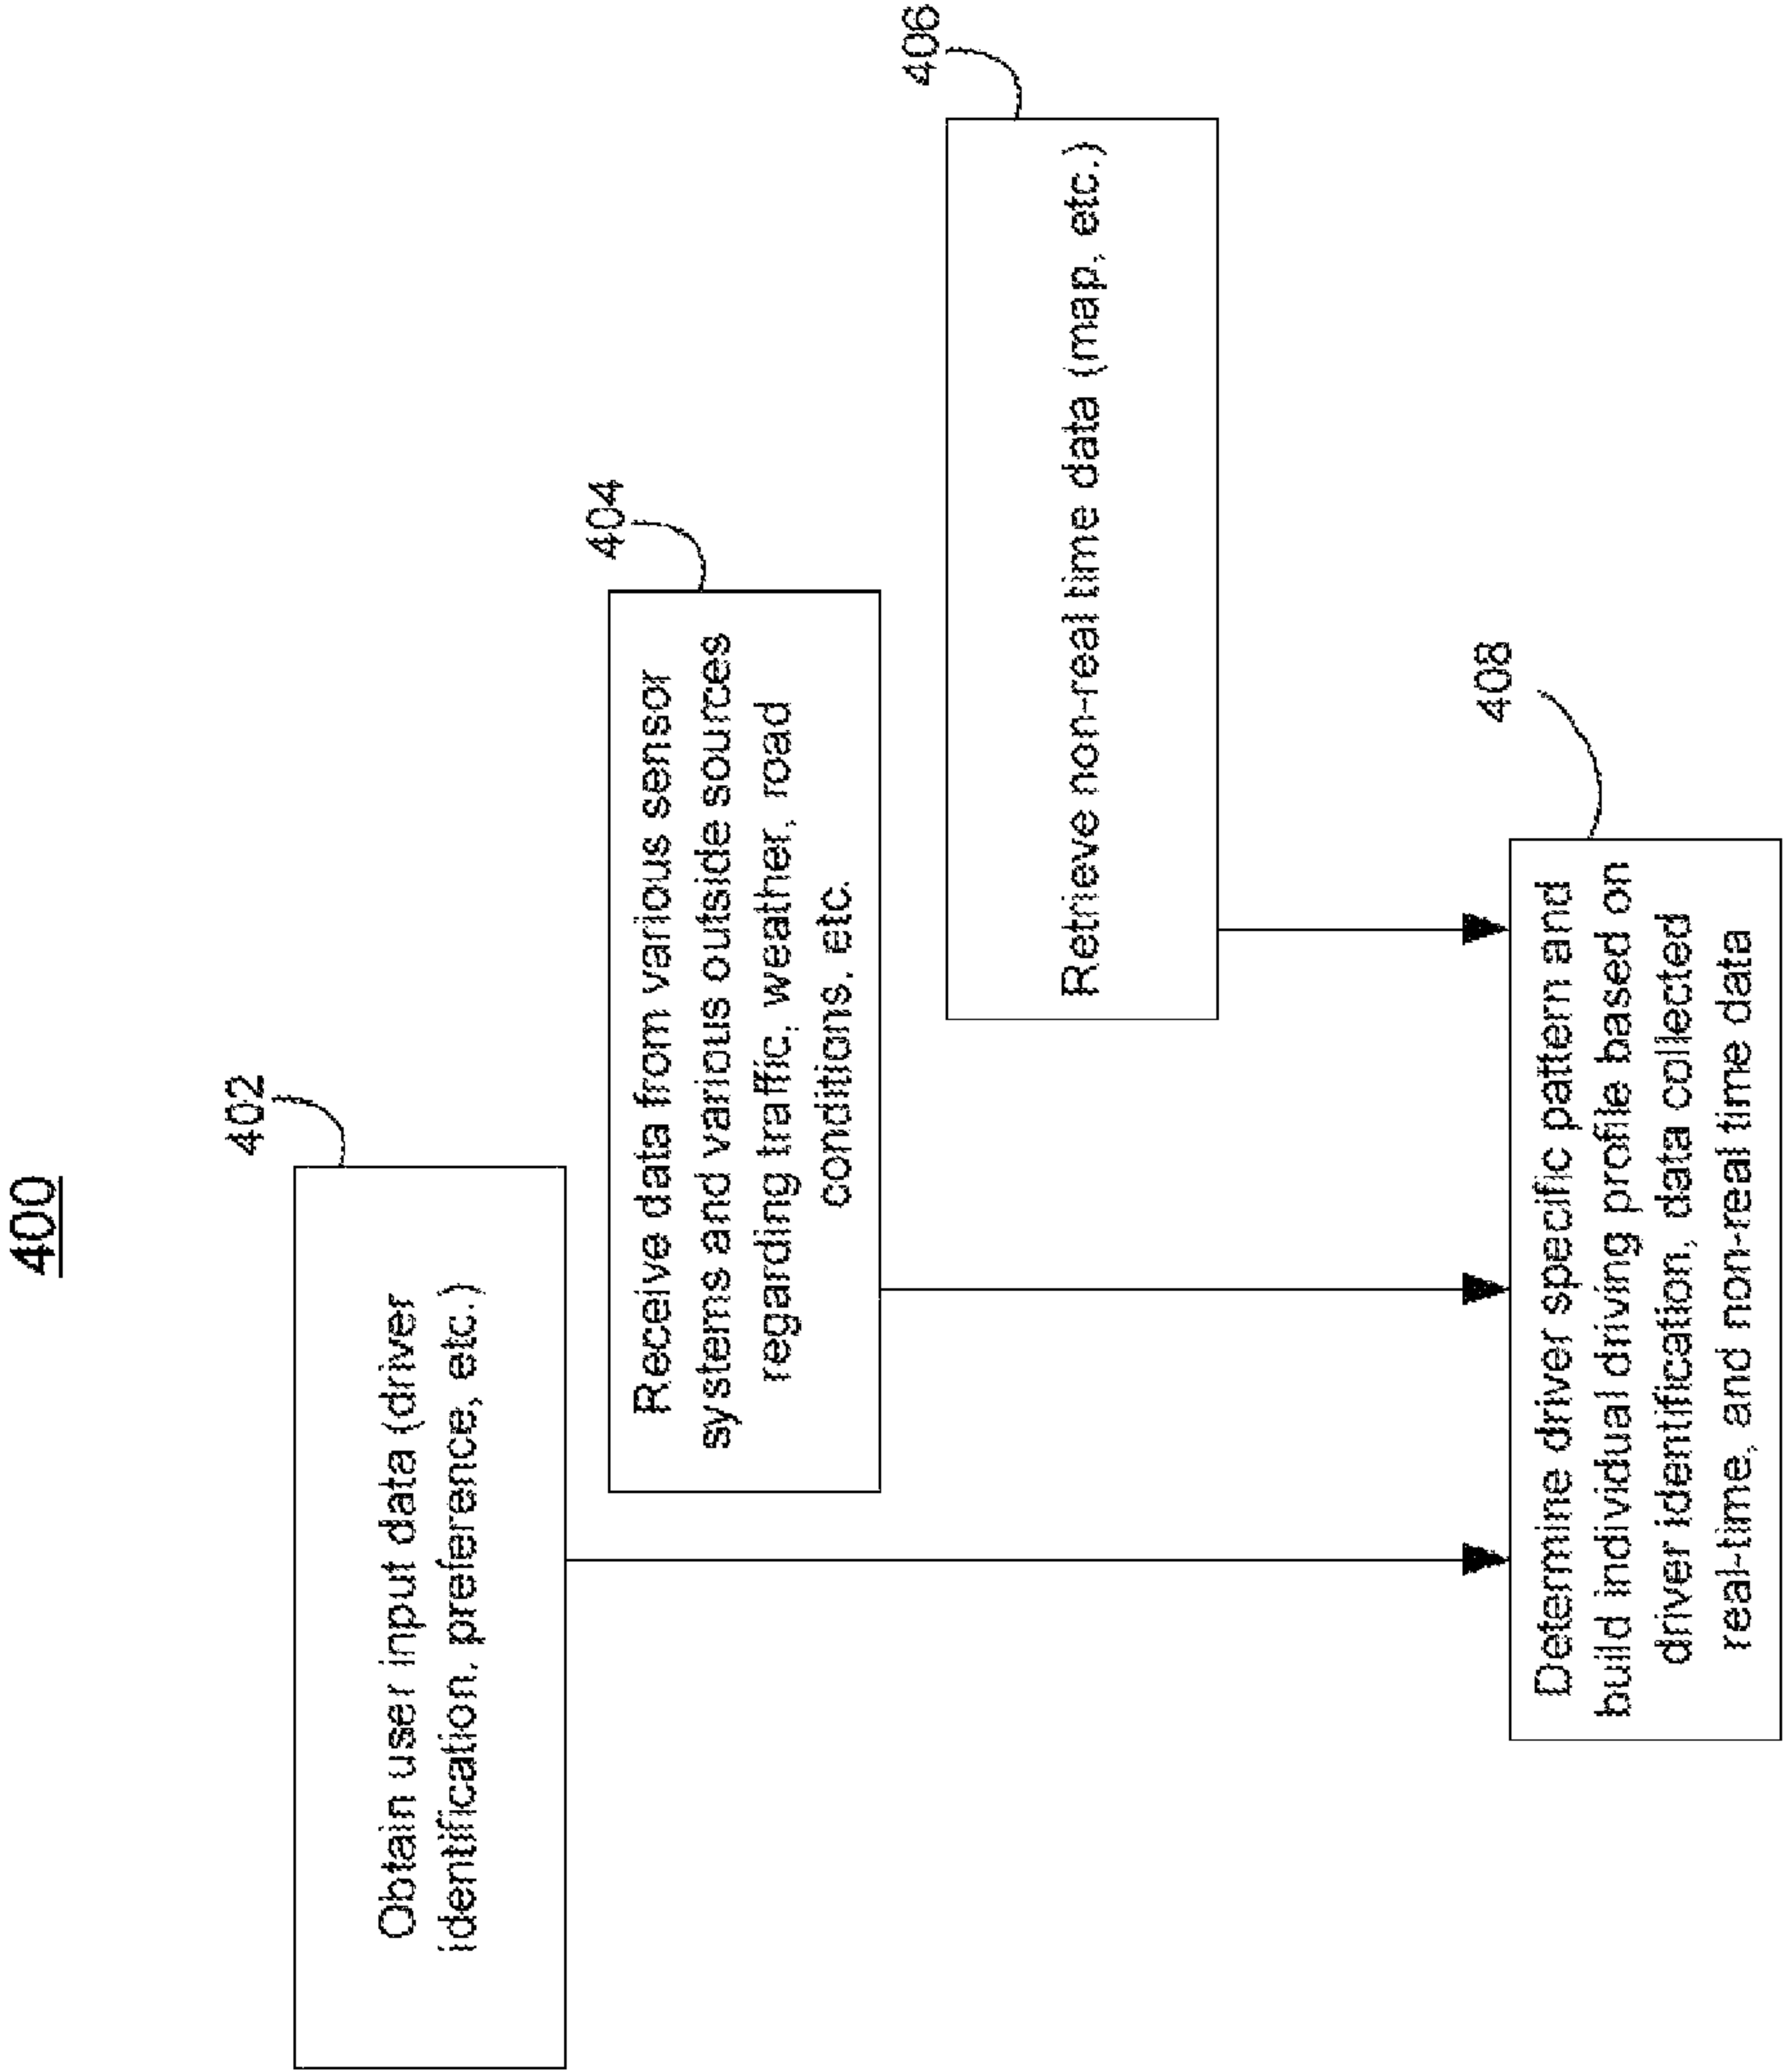 400
402
Obtain user input data (driver
identification, preference, etc.)
404
Receive data from various sensor
systems and various outside sources
regarding traffic, weather, road
conditions, etc.
406
Retrieve non-real time data (map, etc.)
408
Determine driver specific pattern and
build individual driving profile based on
driver identification, data collected
real-time, and non-real time data